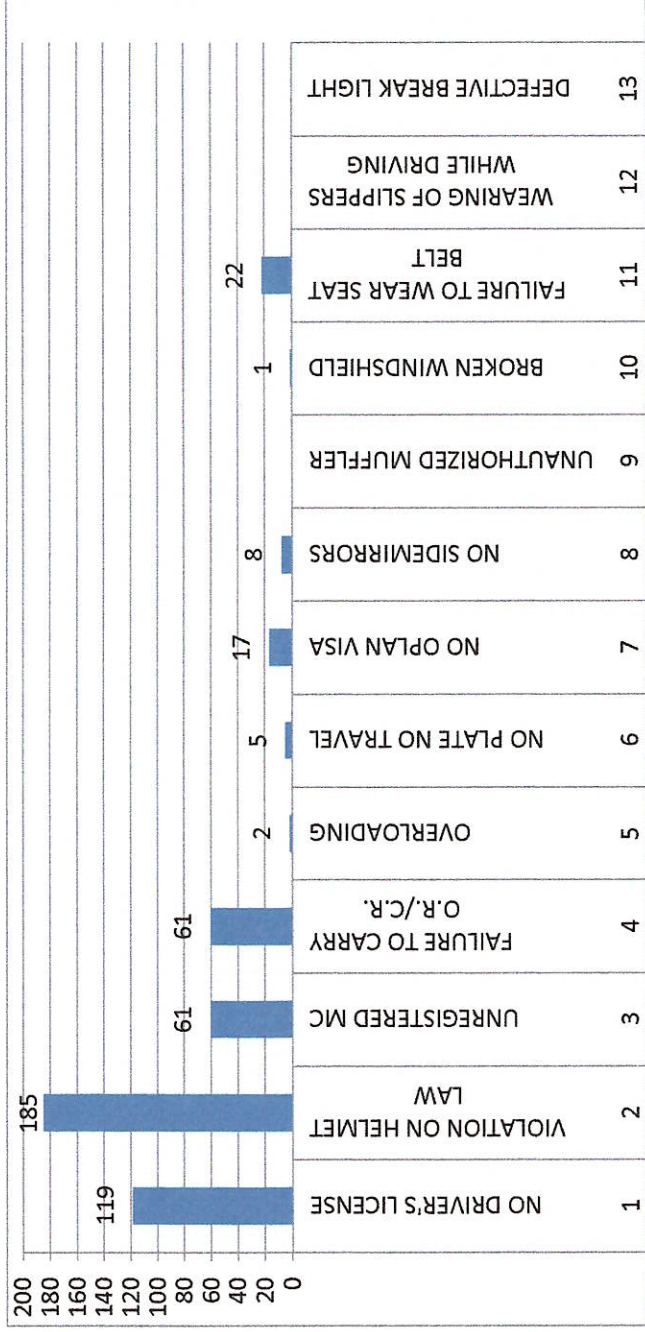 200
180
160
140
120
100
80
60
40
20
0
119
185
61
61
2
5
17
8
1
22
NO DRIVER'S LICENSE
VIOLATION ON HELMET
LAW
UNREGISTERED MC
FAILURE TO CARRY
O.R./C.R.
OVERLOADING
NO PLATE NO TRAVEL
NO OPLAN VISA
NO SIDEMIRRORS
UNAUTHORIZED MUFFLER
BROKEN WINDSHIELD
FAILURE TO WEAR SEAT
BELT
WEARING OF SLIPPERS
WHILE DRIVING
DEFECTIVE BREAK LIGHT
1
2
3
4
5
6
7
8
9
10
11
12
13